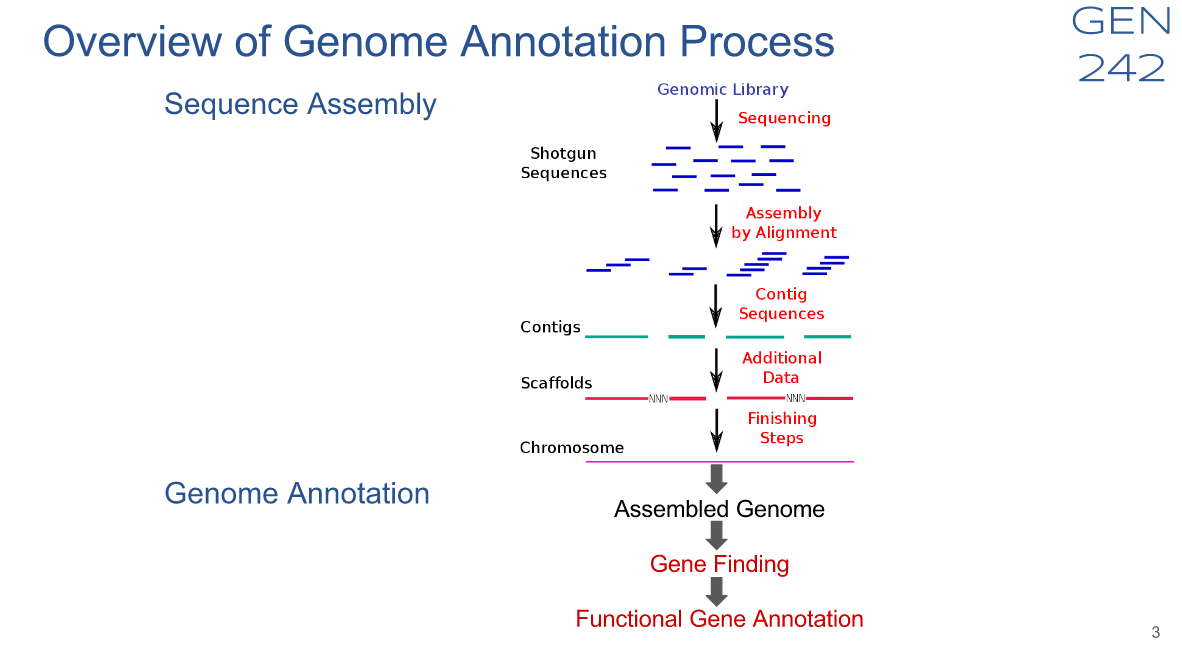 Overview of Genome Annotation Process
GEN
242
Sequence Assembly
Genomic Library
Sequencing
Shotgun
Sequences
Assembly
by Alignment
Contig
Sequences
Contigs
Additional
Data
Scaffolds
NNN
NNN
Finishing
Steps
Chromosome
Genome Annotation
Assembled Genome
Gene Finding
Functional Gene Annotation
3